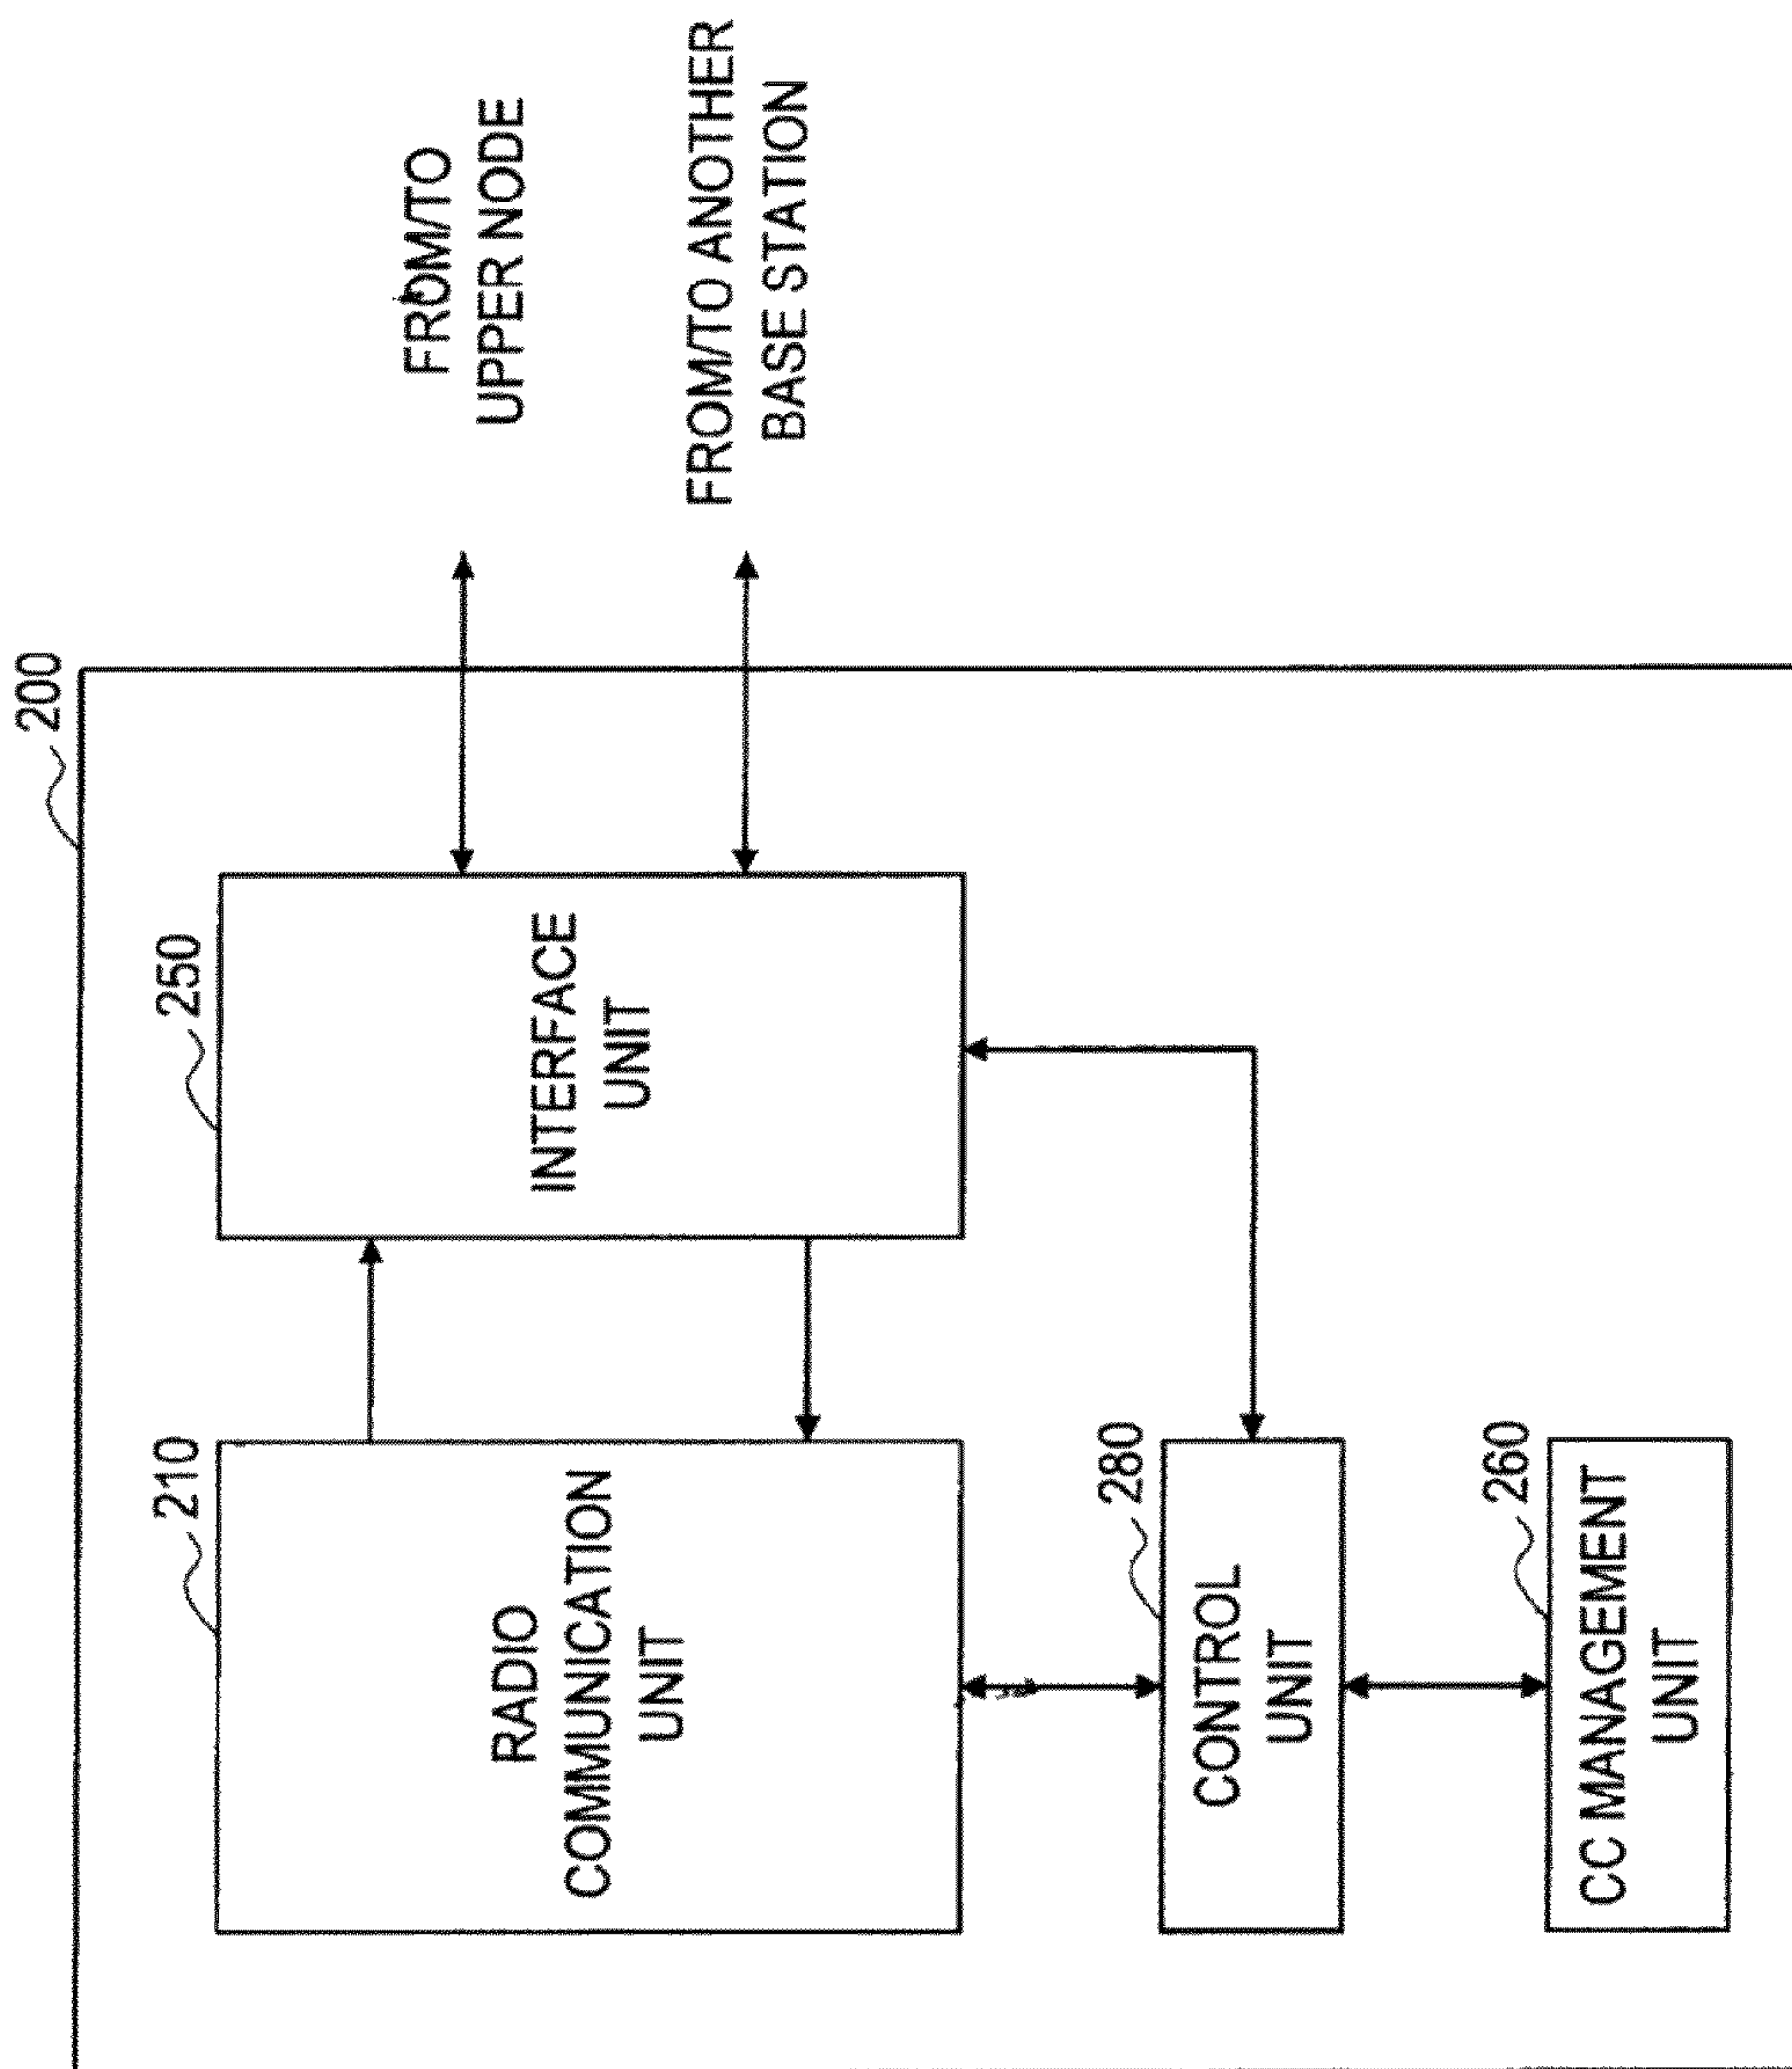 200
210
RADIO
COMMUNICATION
UNIT
250
INTERFACE
UNIT
FROM/TO
UPPER NODE
FROM/TO ANOTHER
BASE STATION
280
CONTROL
UNIT
260
CC MANAGEMENT
UNIT